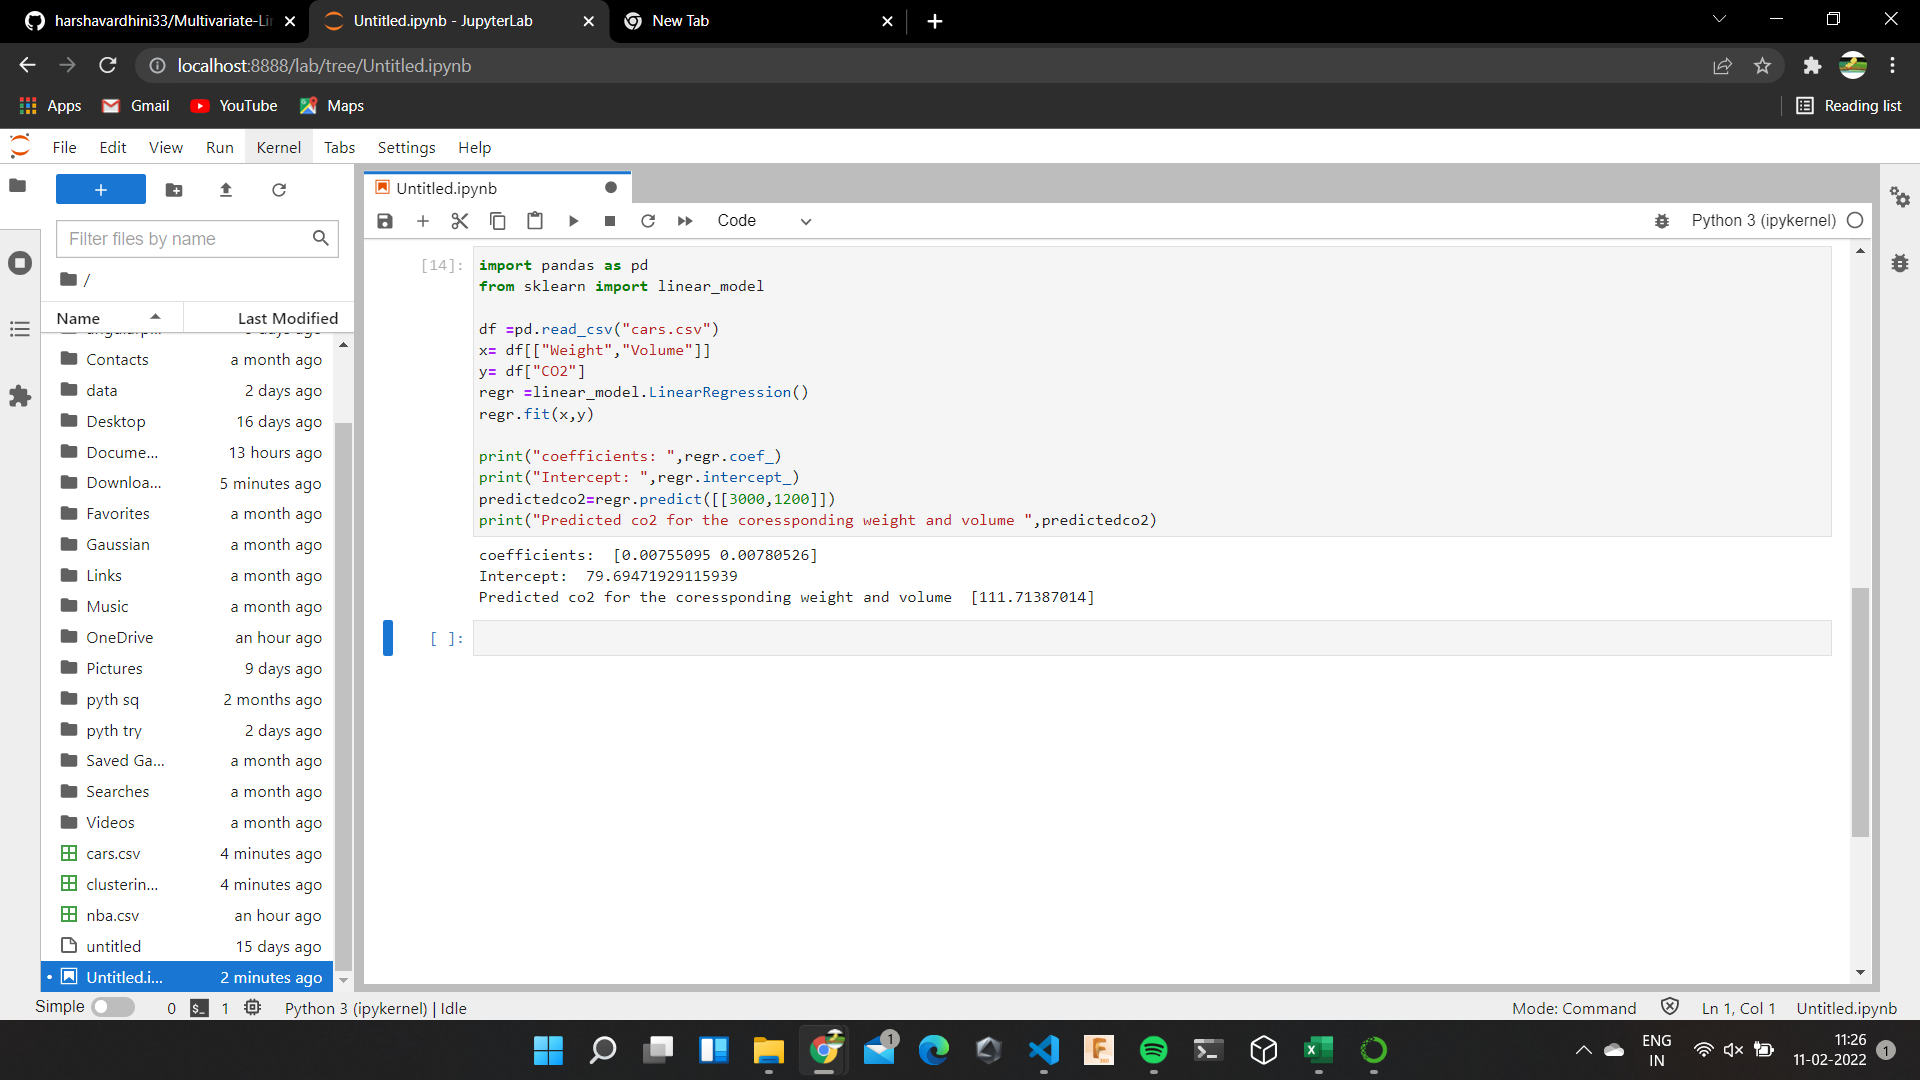 harshavardhini33/Multivariate-Li
Untitled.ipynb - JupyterLab
New Tab
localhost:8888/lab/tree/Untitled.ipynb
Apps
Gmail
YouTube
Maps
Reading list
File
Edit
View
Run
Kernel
Tabs
Settings
Help
Untitled.ipynb
Filter files by name
Code
Python 3 (ipykernel)
/
Name
Last Modified
Contacts a month ago
data 2 days ago
Desktop 16 days ago
Docume... 13 hours ago
Downloa... 5 minutes ago
Favorites a month ago
Gaussian a month ago
Links a month ago
Music a month ago
OneDrive an hour ago
Pictures 9 days ago
pyth sq 2 months ago
pyth try 2 days ago
Saved Ga... a month ago
Searches a month ago
Videos a month ago
cars.csv 4 minutes ago
clusterin... 4 minutes ago
nba.csv an hour ago
untitled 15 days ago
Untitled.i... 2 minutes ago
[14]:
import pandas as pd
from sklearn import linear_model
df =pd.read_csv("cars.csv")
x= df[["Weight","Volume"]]
y= df["CO2"]
regr =linear_model.LinearRegression()
regr.fit(x,y)
print("coefficients: ",regr.coef_)
print("Intercept: ",regr.intercept_)
predictedco2=regr.predict([[3000,1200]])
print("Predicted co2 for the coressponding weight and volume ",predictedco2)
coefficients:  [0.00755095 0.00780526]
Intercept:  79.69471929115939
Predicted co2 for the coressponding weight and volume  [111.71387014]
[ ]:
Simple
0
$_
1
Python 3 (ipykernel) | Idle
Mode: Command
Ln 1, Col 1
Untitled.ipynb
1
F
ENG
IN
11:26
11-02-2022
1